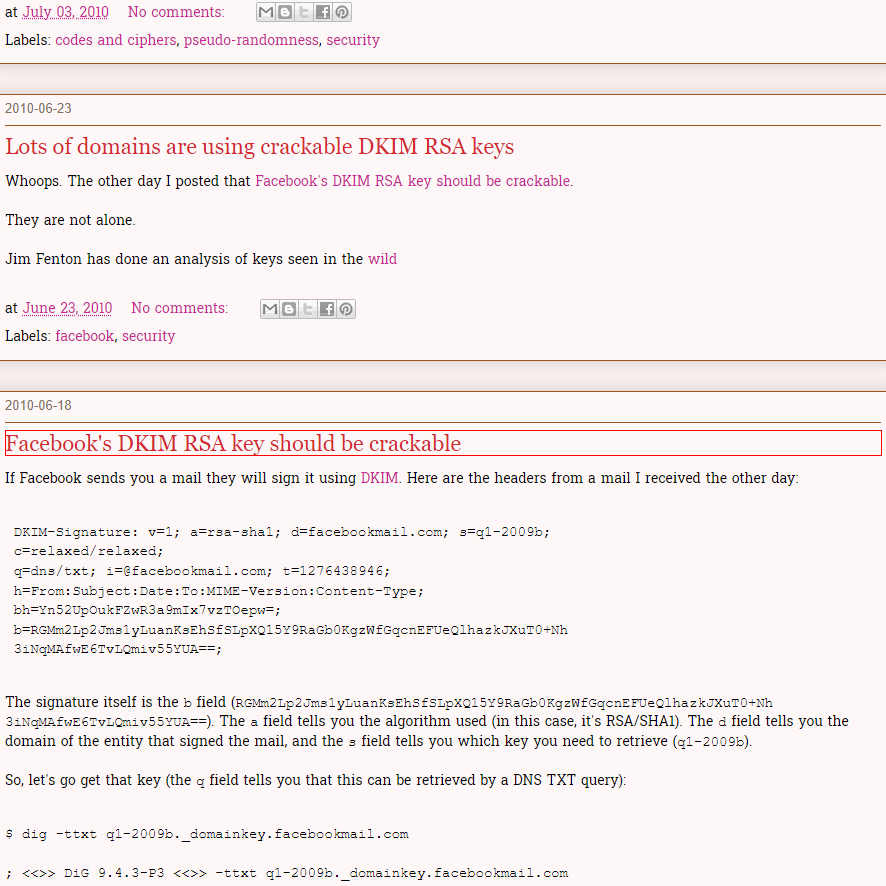 at July 03, 2010 No comments:
Labels: codes and ciphers, pseudo-randomness, security
2010-06-23
Lots of domains are using crackable DKIM RSA keys
Whoops. The other day I posted that Facebook's DKIM RSA key should be crackable.
They are not alone.
Jim Fenton has done an analysis of keys seen in the wild
at June 23, 2010 No comments:
Labels: facebook, security
2010-06-18
Facebook's DKIM RSA key should be crackable
If Facebook sends you a mail they will sign it using DKIM. Here are the headers from a mail I received the other day:
DKIM-Signature: v=1; a=rsa-sha1; d=facebookmail.com; s=q1-2009b;
c=relaxed/relaxed;
q=dns/txt; i=@facebookmail.com; t=1276438946;
h=From:Subject:Date:To:MIME-Version:Content-Type;
bh=Yn52UpOukFZwR3a9mIx7vzTOepw=;
b=RGMm2Lp2JmslyLuanKsEhSfSLpXQ15Y9RaGb0KgzWfGqcnEFUeQlhazkJXuT0+Nh
3iNqMAfwE6TvLQmiv55YUA==;
The signature itself is the b field (RGMm2Lp2JmslyLuanKsEhSfSLpXQ15Y9RaGb0KgzWfGqcnEFUeQlhazkJXuT0+Nh
3iNqMAfwE6TvLQmiv55YUA==). The a field tells you the algorithm used (in this case, it's RSA/SHA1). The d field tells you the
domain of the entity that signed the mail, and the s field tells you which key you need to retrieve (q1-2009b).
So, let's go get that key (the q field tells you that this can be retrieved by a DNS TXT query):
$ dig -ttxt q1-2009b._domainkey.facebookmail.com
; <<>> DiG 9.4.3-P3 <<>> -ttxt q1-2009b._domainkey.facebookmail.com